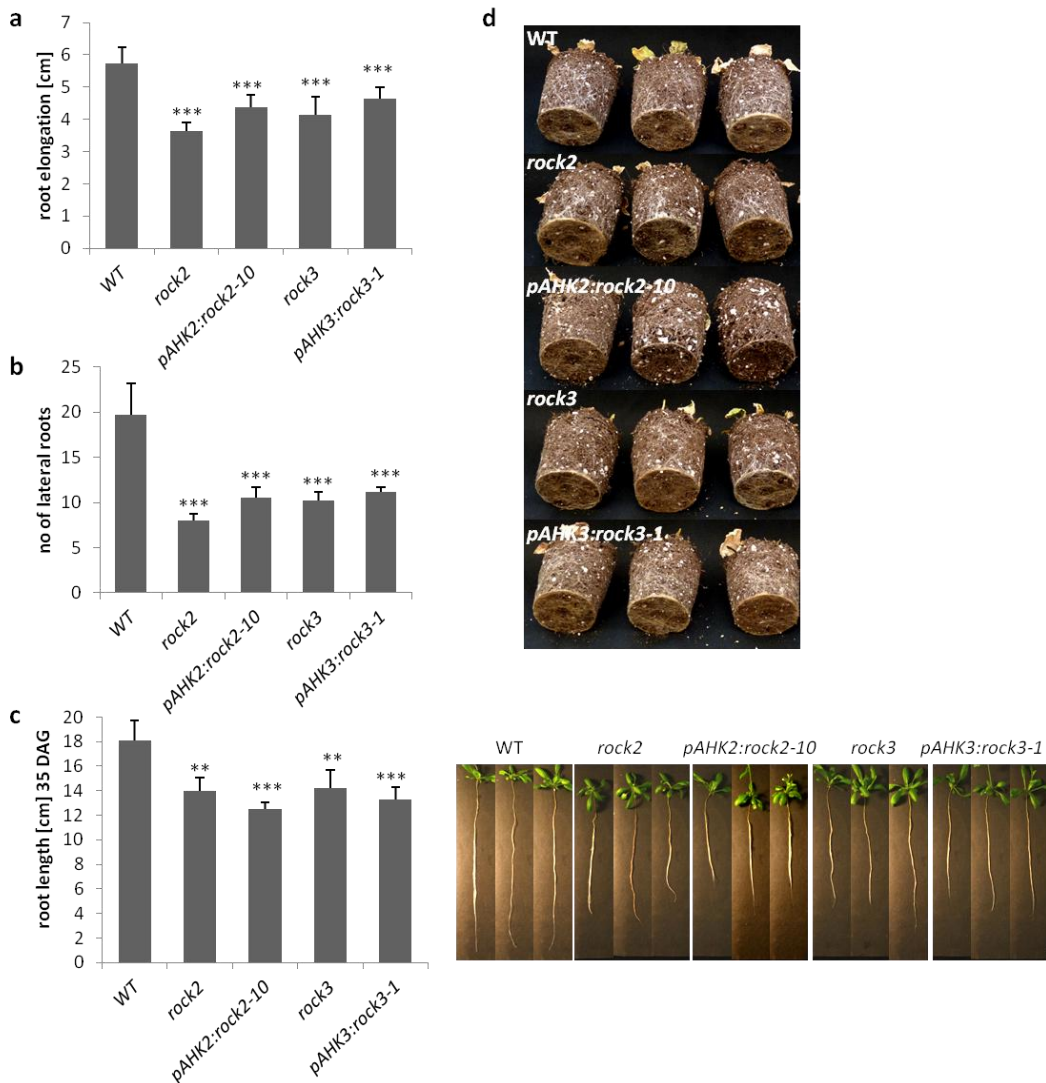 a
root elongation [cm]
7
6
5
4
3
2
1
0
***
***
***
***
WT
rock2
pAHK2:rock2-10
rock3
pAHK3:rock3-1
b
no of lateral roots
25
20
15
10
5
0
***
***
***
***
WT
rock2
pAHK2:rock2-10
rock3
pAHK3:rock3-1
c
root length [cm] 35 DAG
20
18
16
14
12
10
8
6
4
2
0
**
***
**
***
WT
rock2
pAHK2:rock2-10
rock3
pAHK3:rock3-1
WT
rock2
pAHK2:rock2-10
rock3
pAHK3:rock3-1
d
WT
rock2
pAHK2:rock2-10
rock3
pAHK3:rock3-1